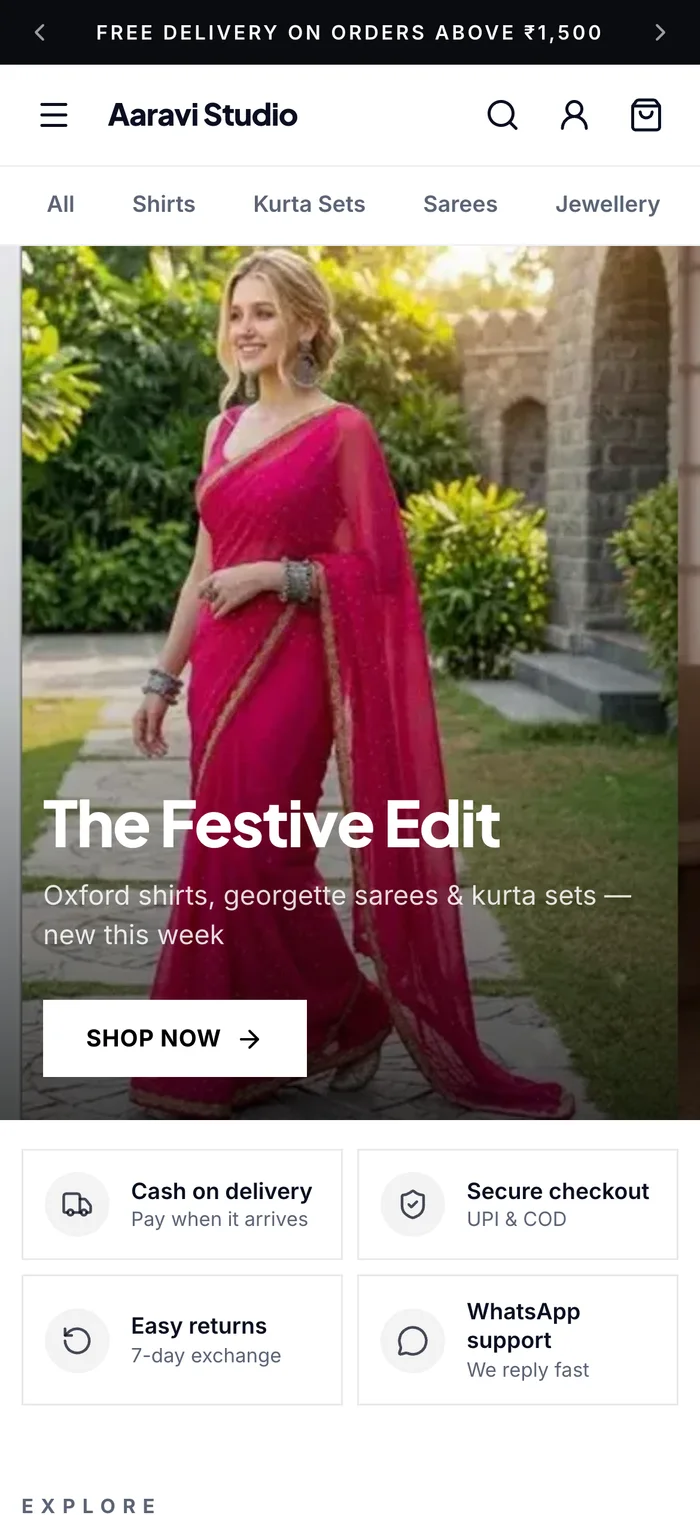 FREE DELIVERY ON ORDERS ABOVE ₹1,500
Aaravi Studio
All Shirts Kurta Sets Sarees Jewellery
The Festive Edit
Oxford shirts, georgette sarees & kurta sets —
new this week
SHOP NOW →
Cash on delivery
Pay when it arrives
Secure checkout
UPI & COD
Easy returns
7-day exchange
WhatsApp
support
We reply fast
EXPLORE